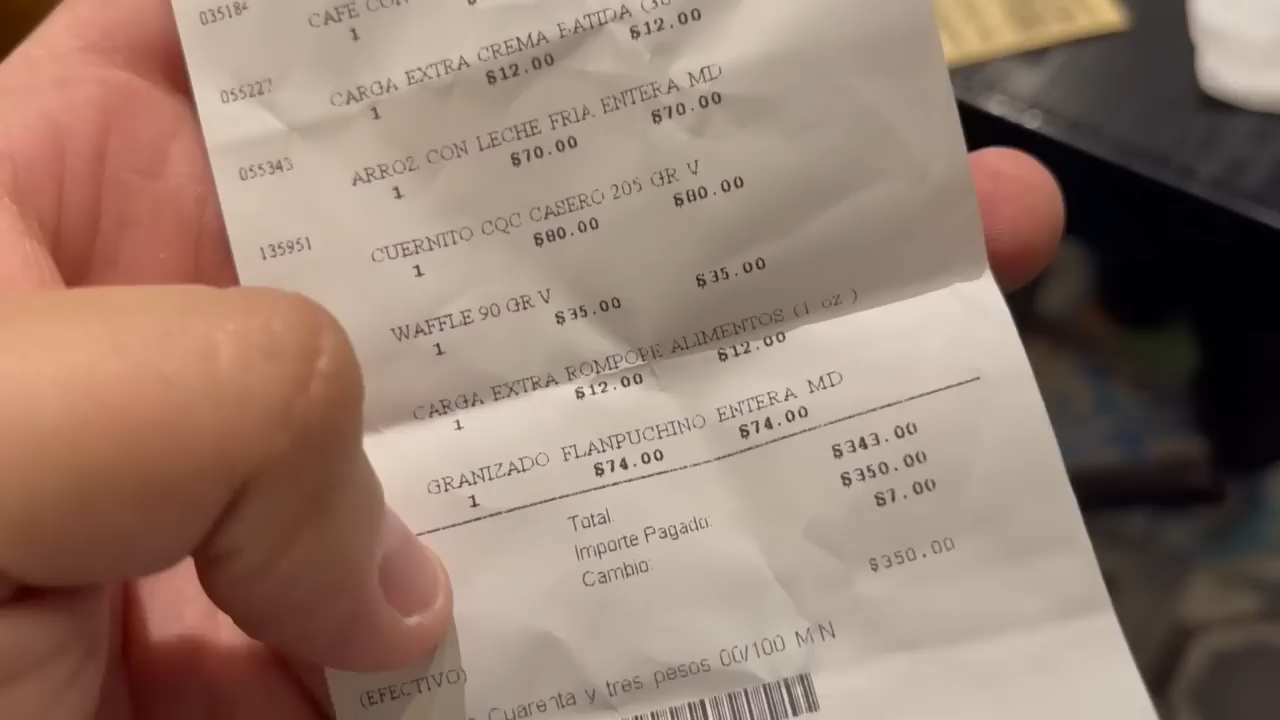 035184 CAFE CON
1
055227 CARGA EXTRA CREMA BATIDA (30
1 $12.00 $12.00
055343 ARROZ CON LECHE FRIA ENTERA MD
1 $70.00 $70.00
135951 CUERNITO CQC CASERO 205 GR V
1 $80.00 $80.00
WAFFLE 90 GR V
1 $35.00 $35.00
CARGA EXTRA ROMPOPE ALIMENTOS (1 oz )
1 $12.00 $12.00
GRANIZADO FLANPUCHINO ENTERA MD
1 $74.00 $74.00
Total: $343.00
Importe Pagado: $350.00
Cambio: $7.00
(EFECTIVO) $350.00
Cuarenta y tres pesos 00/100 M N